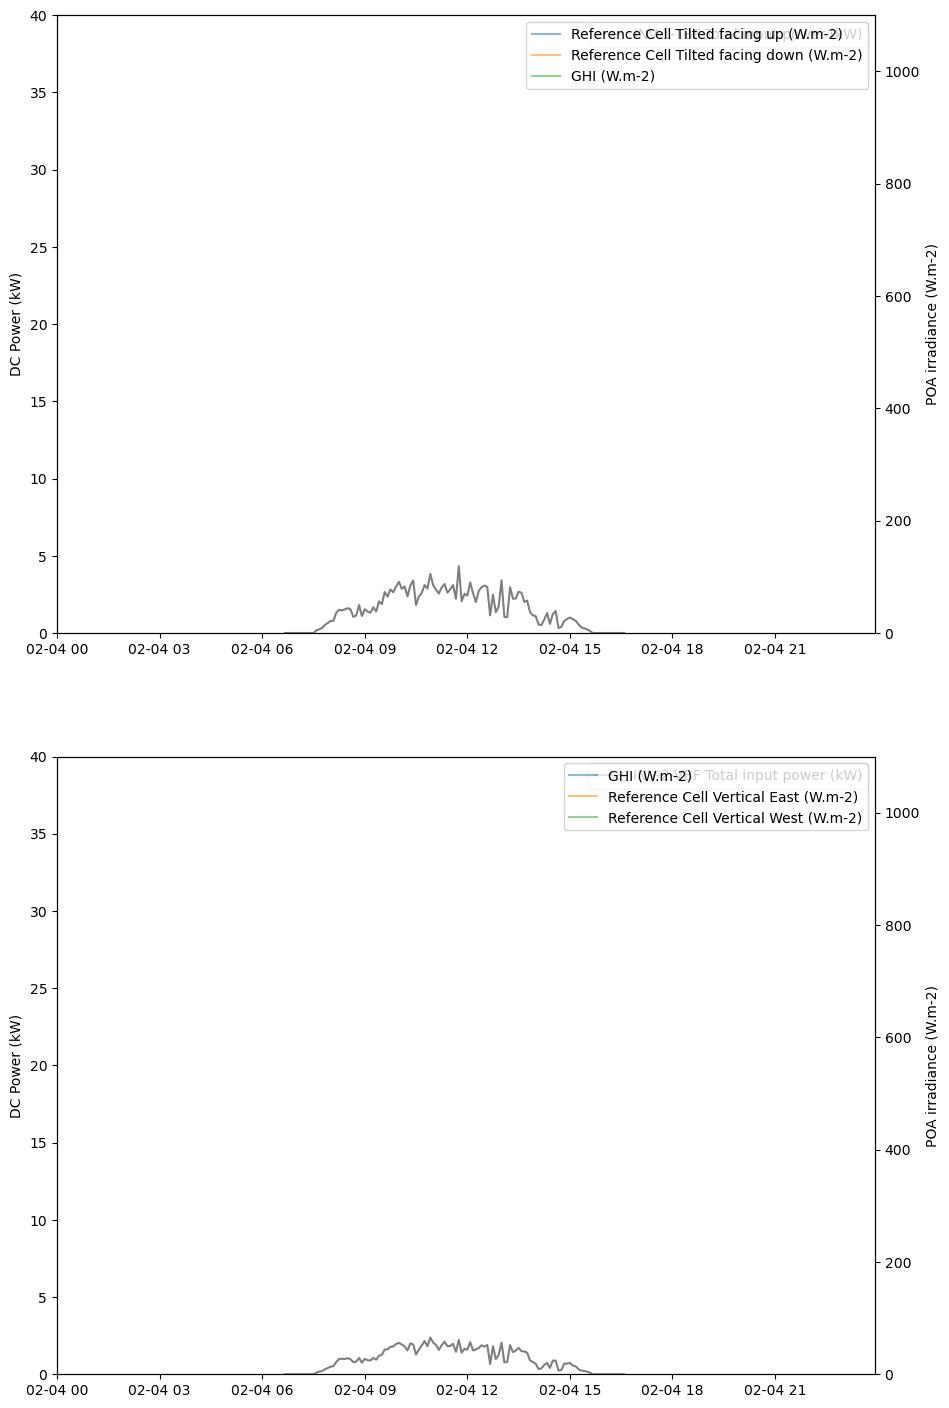 40
35
30
25
20
15
10
5
0
DC Power (kW)
Reference Cell Tilted facing up (W.m-2)
Reference Cell Tilted facing down (W.m-2)
GHI (W.m-2)
1000
800
600
400
200
0
POA irradiance (W.m-2)
02-04 00 02-04 03 02-04 06 02-04 09 02-04 12 02-04 15 02-04 18 02-04 21
40
35
30
25
20
15
10
5
0
DC Power (kW)
GHI (W.m-2) Total input power (kW)
Reference Cell Vertical East (W.m-2)
Reference Cell Vertical West (W.m-2)
1000
800
600
400
200
0
POA irradiance (W.m-2)
02-04 00 02-04 03 02-04 06 02-04 09 02-04 12 02-04 15 02-04 18 02-04 21